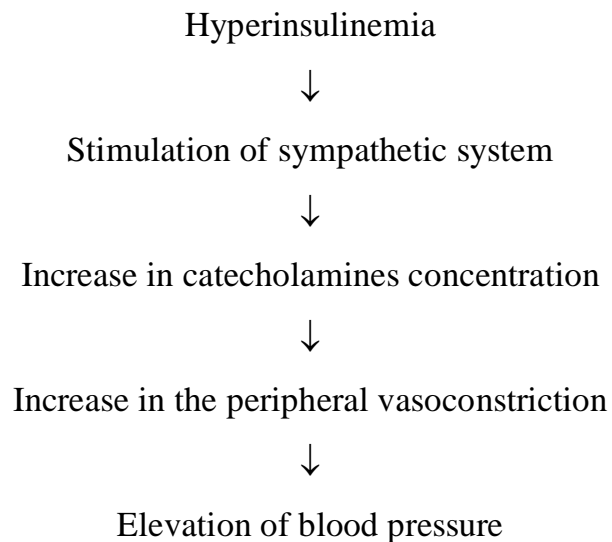 Hyperinsulinemia
↓
Stimulation of sympathetic system
↓
Increase in catecholamines concentration
↓
Increase in the peripheral vasoconstriction
↓
Elevation of blood pressure